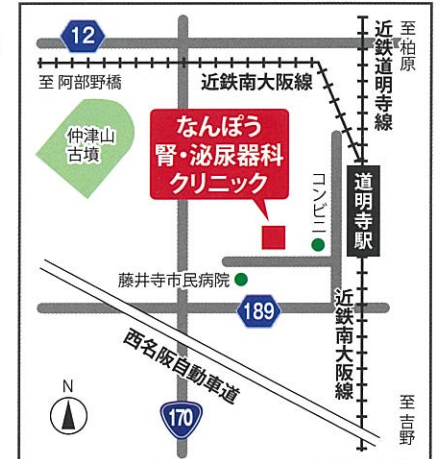 12
至 柏原
近鉄道明寺線
至 阿部野橋
近鉄南大阪線
仲津山
古墳
なんぽう
腎・泌尿器科
クリニック
コンビニ
道明寺駅
藤井寺市民病院
189
近鉄南大阪線
西名阪自動車道
N
170
至 吉野